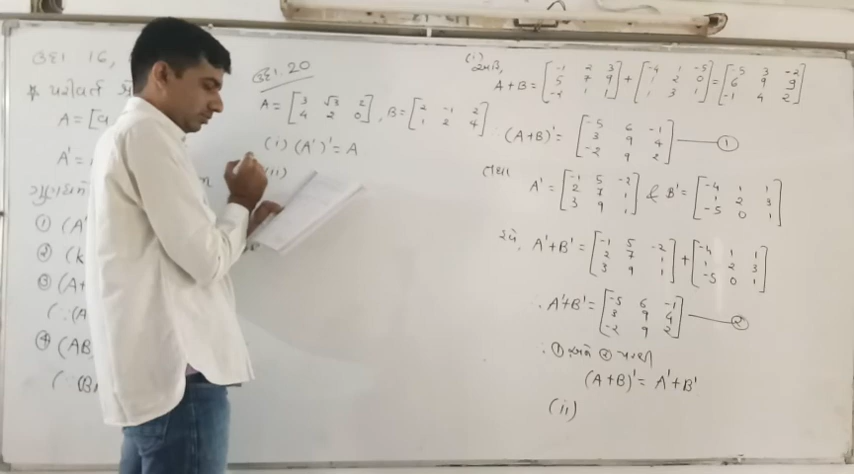 ઉદા 16,
* પરિવર્ત
A = [
A' =
① (A'
② (k
③ (A+
(∵ (A
④ (AB
(∵ (B
ઉદા. 20
A = [3 √3 2
4 2 0], B = [2 -1 2
1 2 4]
(i) (A')' = A
(ii)
(i)
A+B = [-1 2 3
5 7 9
-2 1 1] + [-4 1 -5
1 2 0
1 3 1] = [-5 3 -2
6 9 9
-1 4 2]
(A+B)' = [-5 6 -1
3 9 4
-2 9 2] — ①
તથા
A' = [-1 5 -2
2 7 1
3 9 1] & B' = [-4 1 1
1 2 3
-5 0 1]
હવે, A'+B' = [-1 5 -2
2 7 1
3 9 1] + [-4 1 1
1 2 3
-5 0 1]
∴ A'+B' = [-5 6 -1
3 9 4
-2 9 2] — ②
∴ ① અને ② પરથી
(A+B)' = A'+B'
(ii)